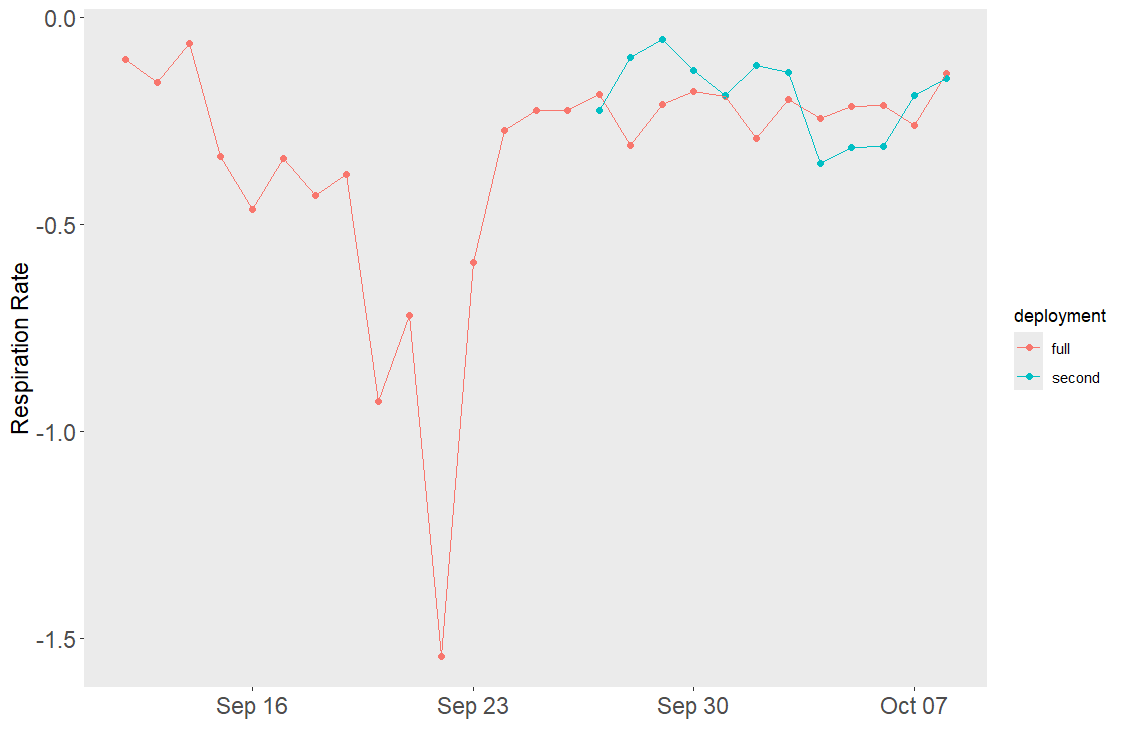 0.0
-0.5
-1.0
-1.5
Respiration Rate
Sep 16
Sep 23
Sep 30
Oct 07
deployment
full
second